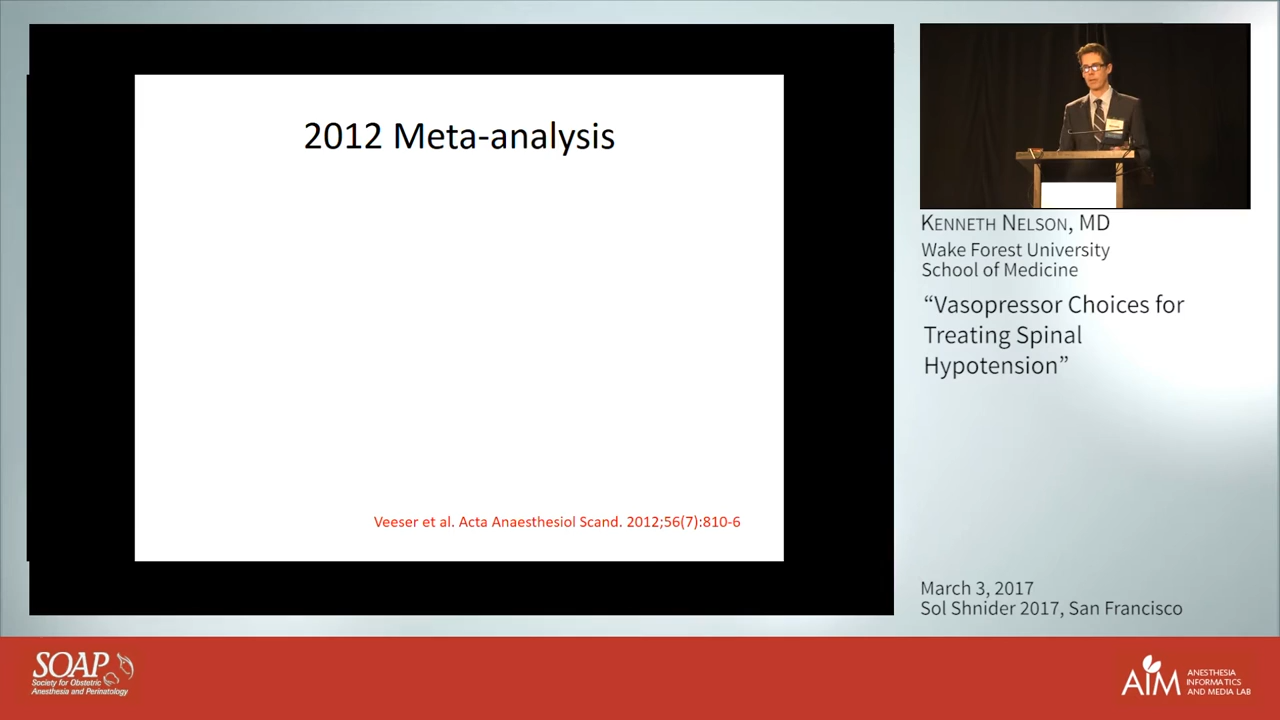 2012 Meta-analysis
Veeser et al. Acta Anaesthesiol Scand. 2012;56(7):810-6
KENNETH NELSON, MD
Wake Forest University
School of Medicine
“Vasopressor Choices for
Treating Spinal
Hypotension”
March 3, 2017
Sol Shnider 2017, San Francisco
SOAP
Society for Obstetric
Anesthesia and Perinatology
AIM
ANESTHESIA
INFORMATICS
AND MEDIA LAB